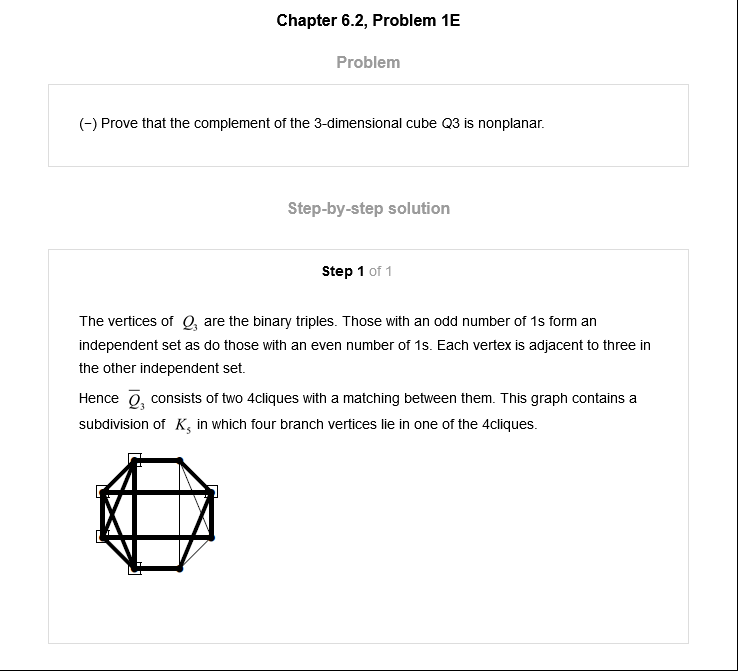 Chapter 6.2, Problem 1E
Problem
(−) Prove that the complement of the 3-dimensional cube Q3 is nonplanar.
Step-by-step solution
Step 1 of 1
The vertices of Q₃ are the binary triples. Those with an odd number of 1s form an
independent set as do those with an even number of 1s. Each vertex is adjacent to three in
the other independent set.
Hence Q̅₃ consists of two 4cliques with a matching between them. This graph contains a
subdivision of K₅ in which four branch vertices lie in one of the 4cliques.